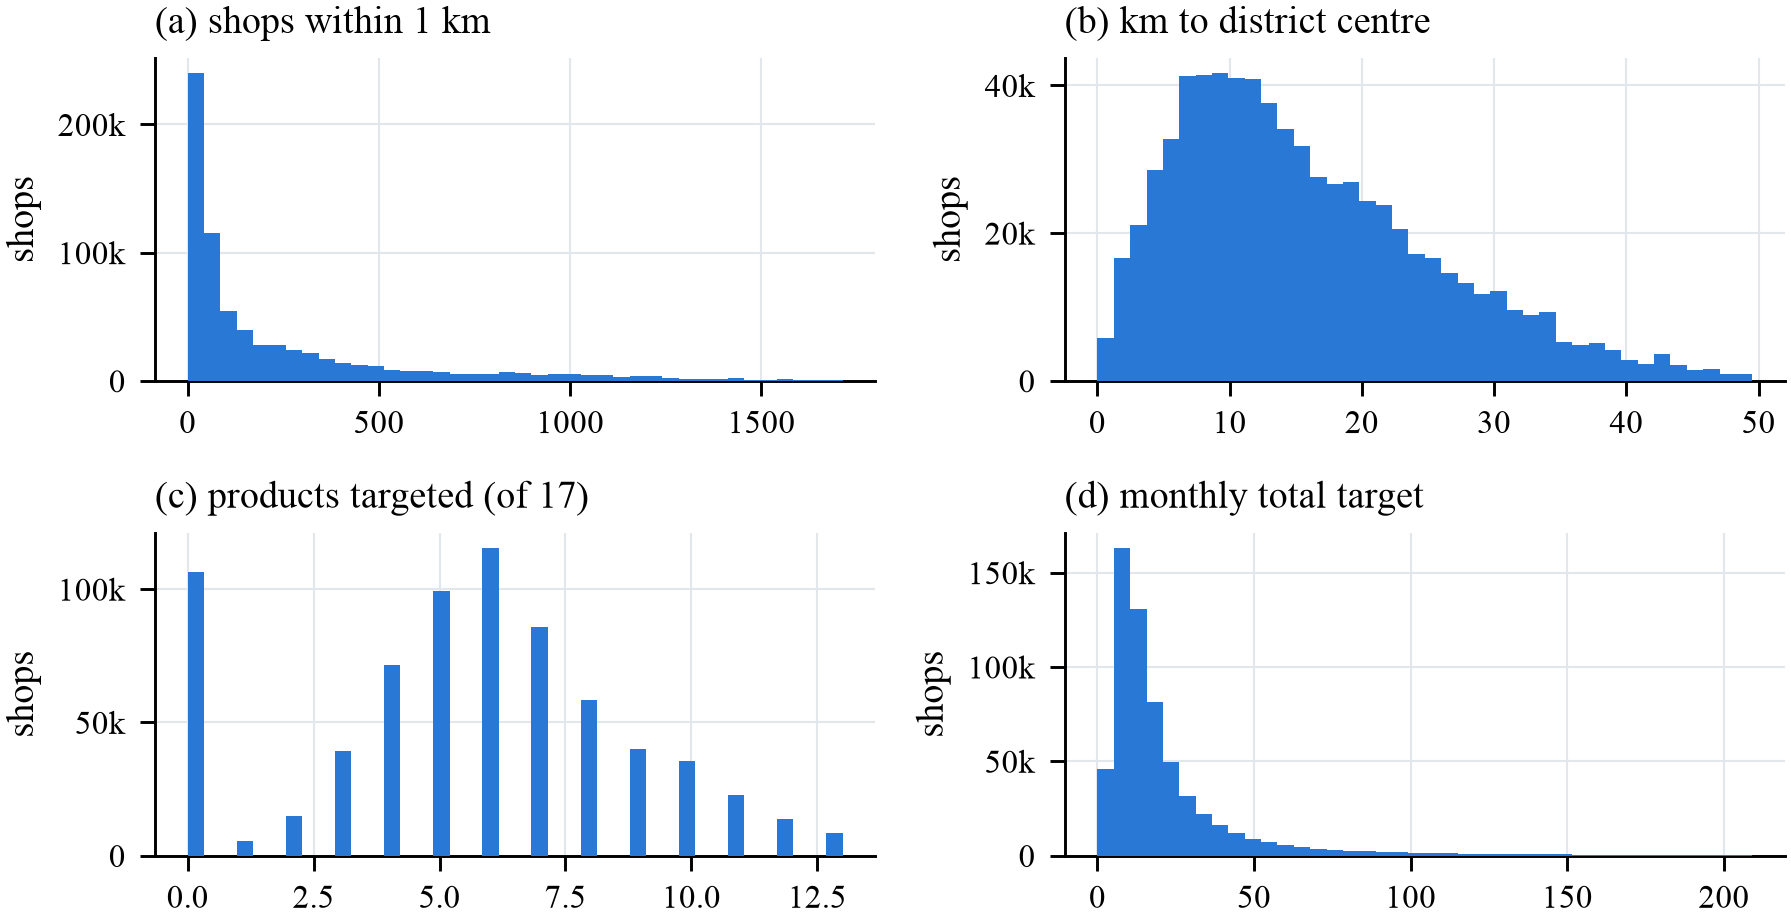 (a) shops within 1 km
shops
200k
100k
0
0 500 1000 1500
(b) km to district centre
shops
40k
20k
0
0 10 20 30 40 50
(c) products targeted (of 17)
shops
100k
50k
0
0.0 2.5 5.0 7.5 10.0 12.5
(d) monthly total target
shops
150k
100k
50k
0
0 50 100 150 200